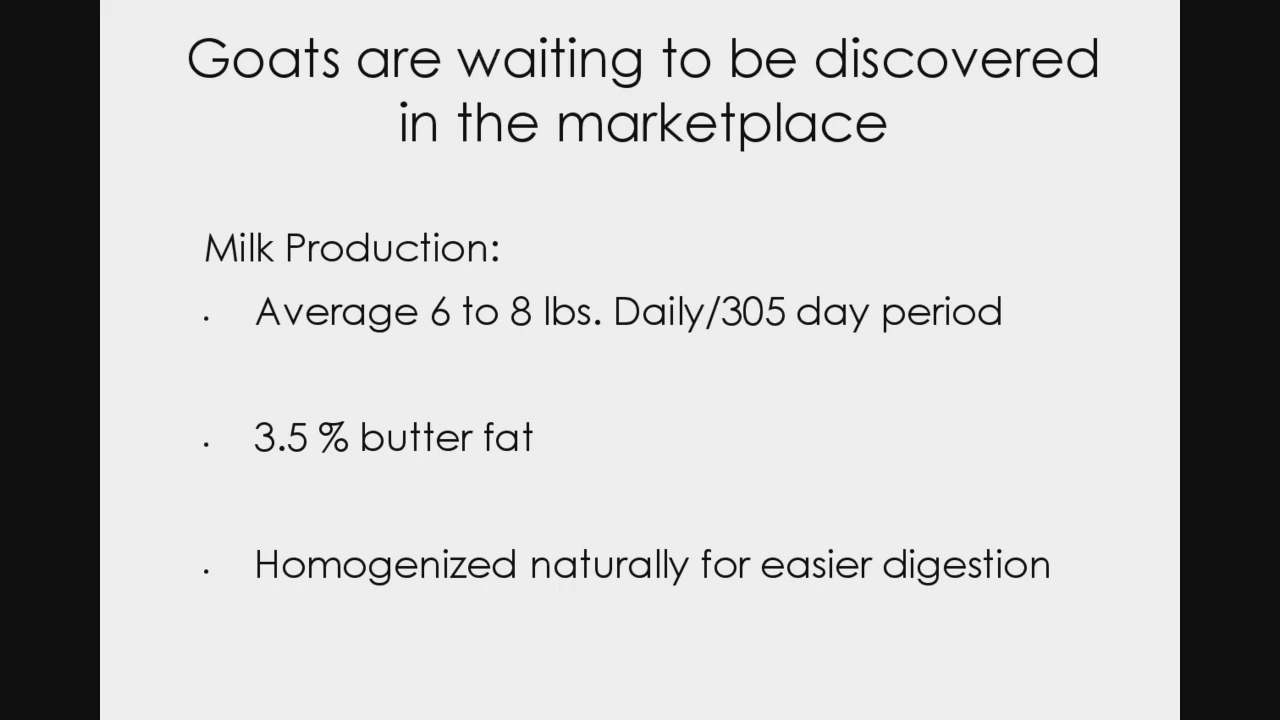 Goats are waiting to be discovered
in the marketplace
Milk Production:
· Average 6 to 8 lbs. Daily/305 day period
· 3.5 % butter fat
· Homogenized naturally for easier digestion